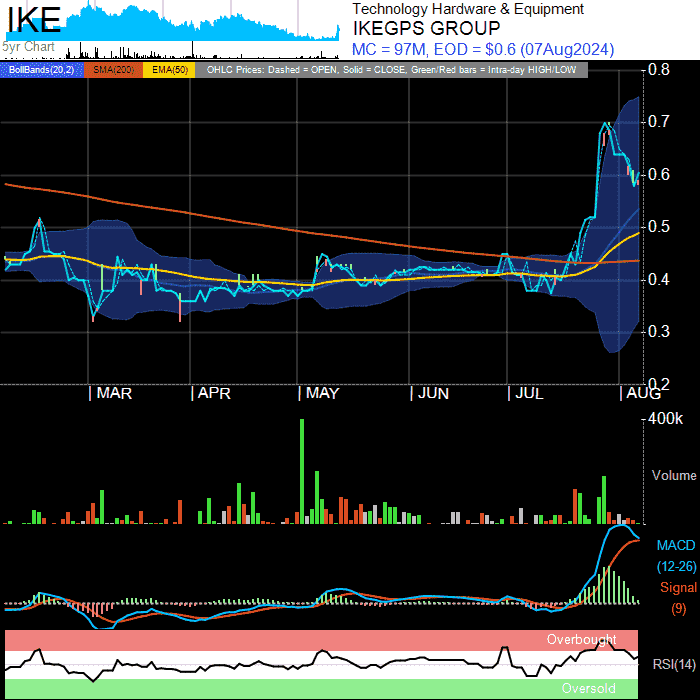 IKE
5yr Chart
Technology Hardware & Equipment
IKEGPS GROUP
MC = 97M, EOD = $0.6 (07Aug2024)
BollBands(20,2) SMA(200) EMA(50) OHLC Prices: Dashed = OPEN, Solid = CLOSE, Green/Red bars = Intra-day HIGH/LOW
0.8
0.7
0.6
0.5
0.4
0.3
0.2
MAR APR MAY JUN JUL AUG
400k
Volume
MACD
(12-26)
Signal
(9)
Overbought
RSI(14)
Oversold